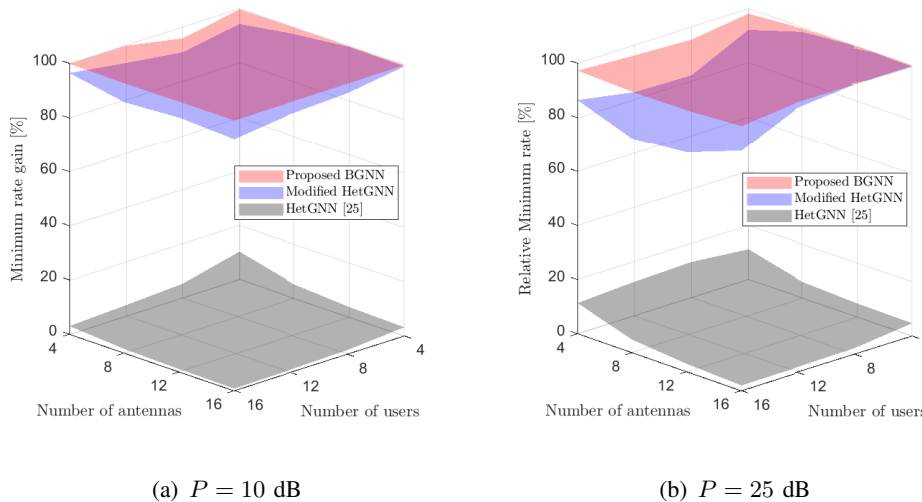 100
80
60
40
20
0
Minimum rate gain [%]
Proposed BGNN
Modified HetGNN
HetGNN [25]
4
8
12
16
Number of antennas
16
12
8
4
Number of users
(a) P = 10 dB
100
80
60
40
20
0
Relative Minimum rate [%]
Proposed BGNN
Modified HetGNN
HetGNN [25]
4
8
12
16
Number of antennas
16
12
8
Number of users
(b) P = 25 dB